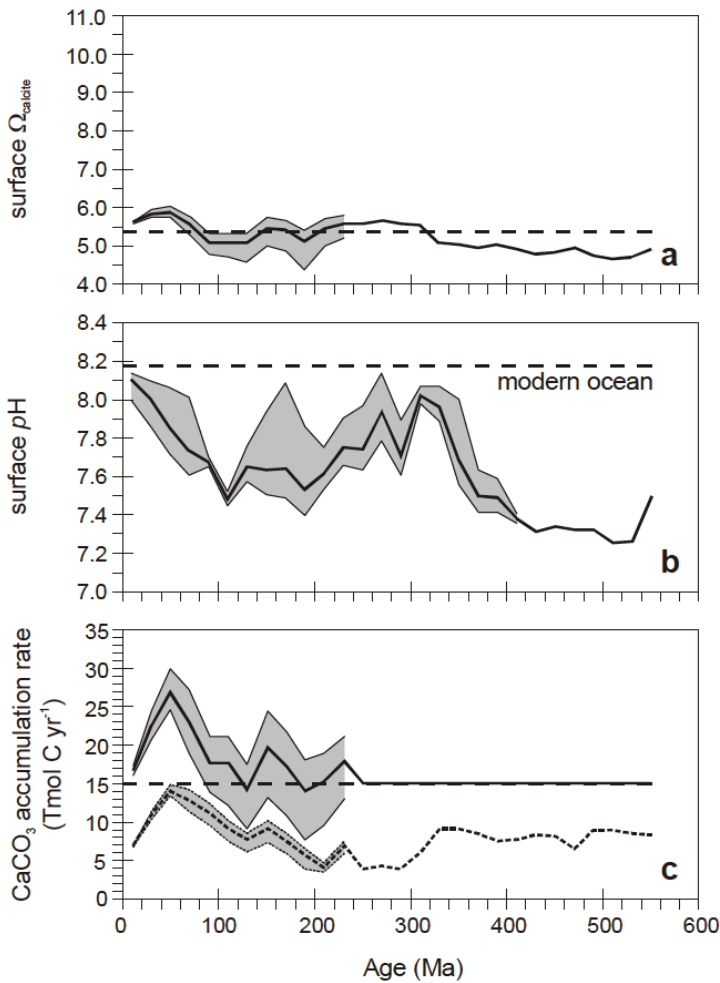 11.0
10.0
9.0
8.0
7.0
6.0
5.0
4.0
surface Ωcalcite
a
8.4
8.2
8.0
7.8
7.6
7.4
7.2
7.0
surface pH
modern ocean
b
35
30
25
20
15
10
5
0
CaCO3 accumulation rate
(Tmol C yr-1)
c
0 100 200 300 400 500 600
Age (Ma)